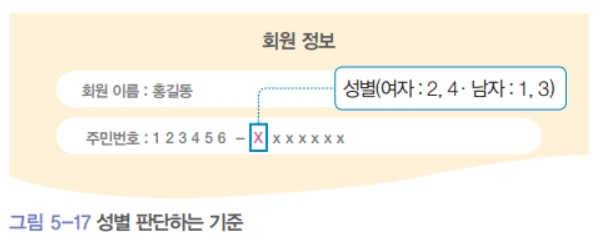 회원 정보
회원 이름 : 홍길동
성별(여자 : 2, 4 · 남자 : 1, 3)
주민번호 : 1 2 3 4 5 6 - X x x x x x x
그림 5-17 성별 판단하는 기준